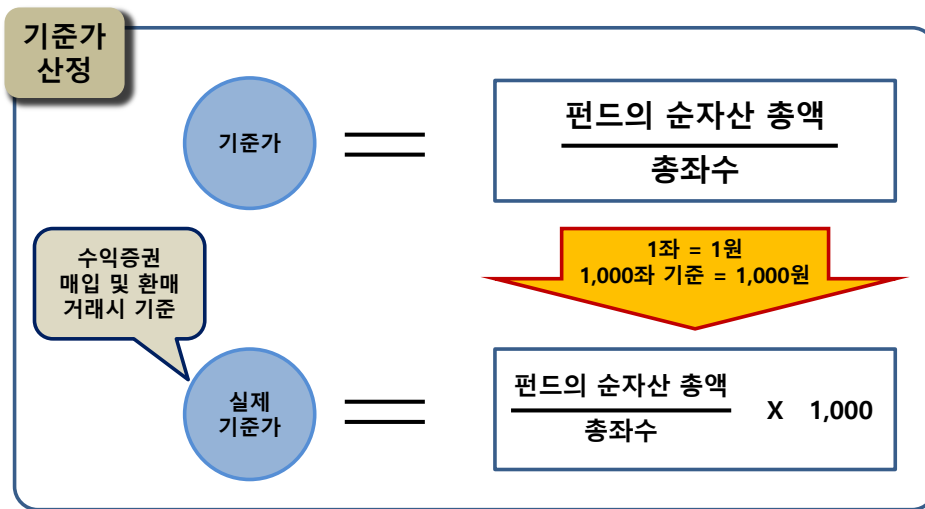 기준가
산정
기준가
펀드의 순자산 총액
총좌수
1좌 = 1원
1,000좌 기준 = 1,000원
수익증권
매입 및 환매
거래시 기준
실제
기준가
펀드의 순자산 총액
총좌수
X 1,000